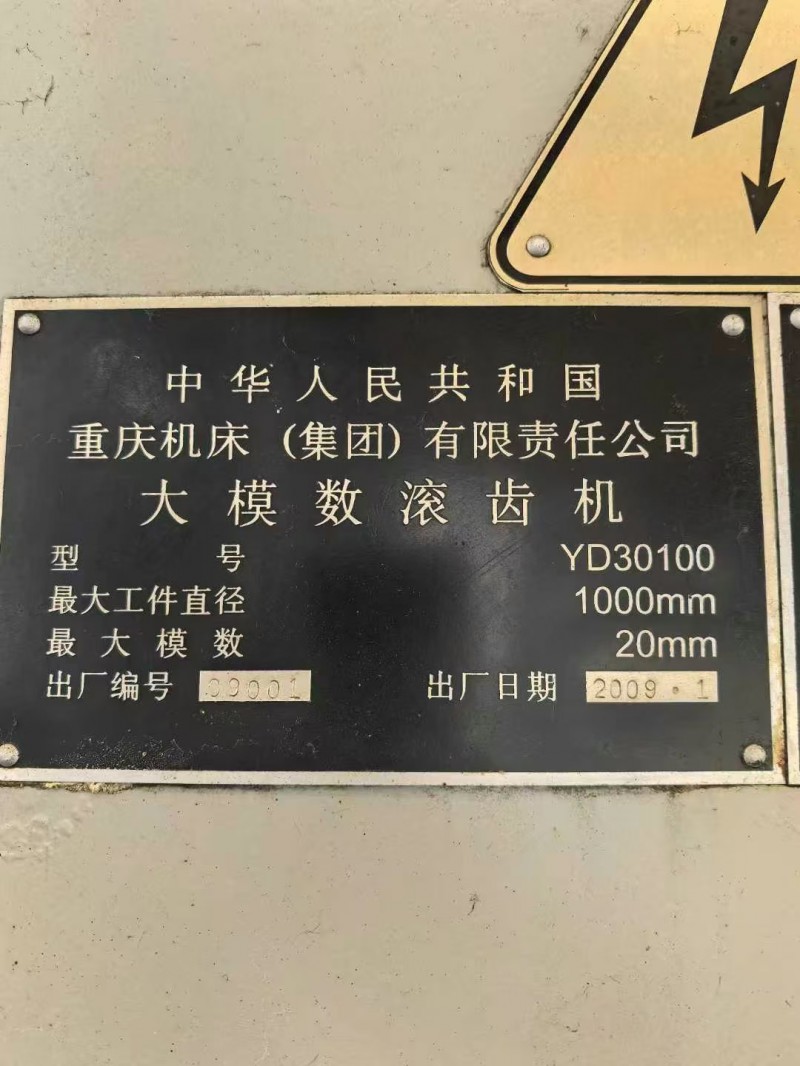 中华人民共和国
重庆机床(集团)有限责任公司
大模数滚齿机
型号 YD30100
最大工件直径 1000mm
最大模数 20mm
出厂编号 09001 出厂日期 2009.1